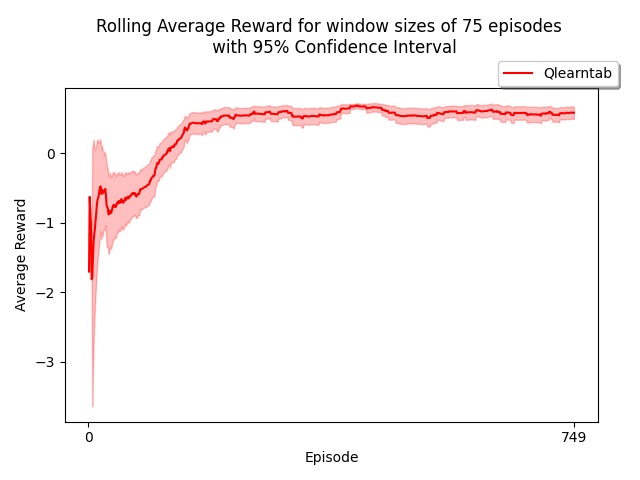 Rolling Average Reward for window sizes of 75 episodes
with 95% Confidence Interval
Qlearntab
0
−1
−2
−3
Average Reward
0
749
Episode